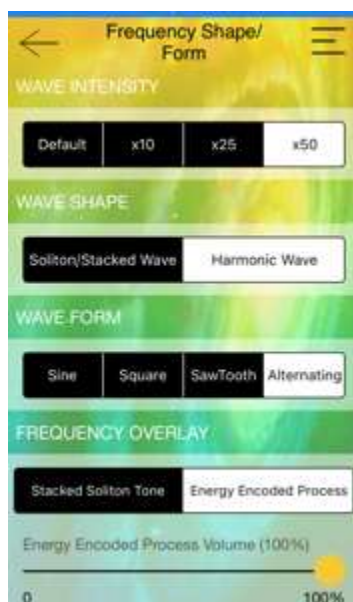 Frequency Shape/
Form
WAVE INTENSITY
Default x10 x25 x50
WAVE SHAPE
Soliton/Stacked Wave Harmonic Wave
WAVE FORM
Sine Square SawTooth Alternating
FREQUENCY OVERLAY
Stacked Soliton Tone Energy Encoded Process
Energy Encoded Process Volume (100%)
0 100%